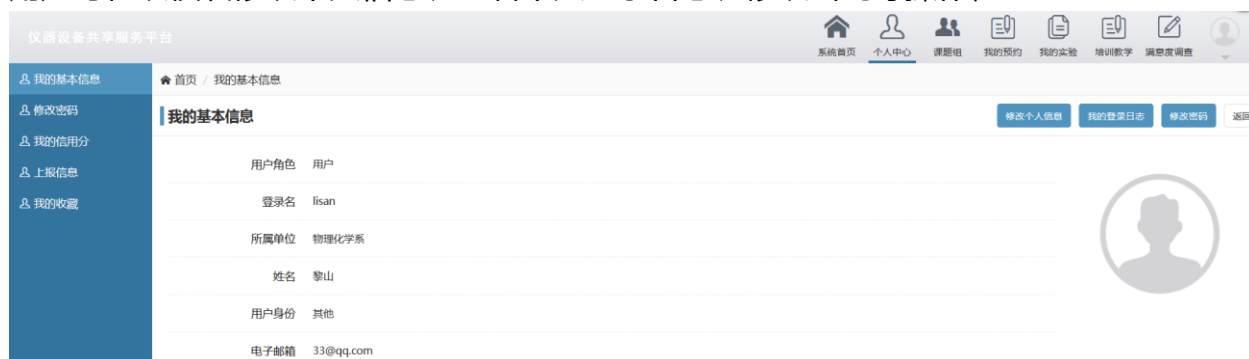 仪器设备共享服务平台
系统首页 个人中心 课题组 我的预约 我的实验 培训教学 满意度调查
我的基本信息
首页 / 我的基本信息
修改密码
我的信用分
上报信息
我的收藏
我的基本信息
修改个人信息 我的登录日志 修改密码 返回
用户角色 用户
登录名 lisan
所属单位 物理化学系
姓名 黎山
用户身份 其他
电子邮箱 33@qq.com